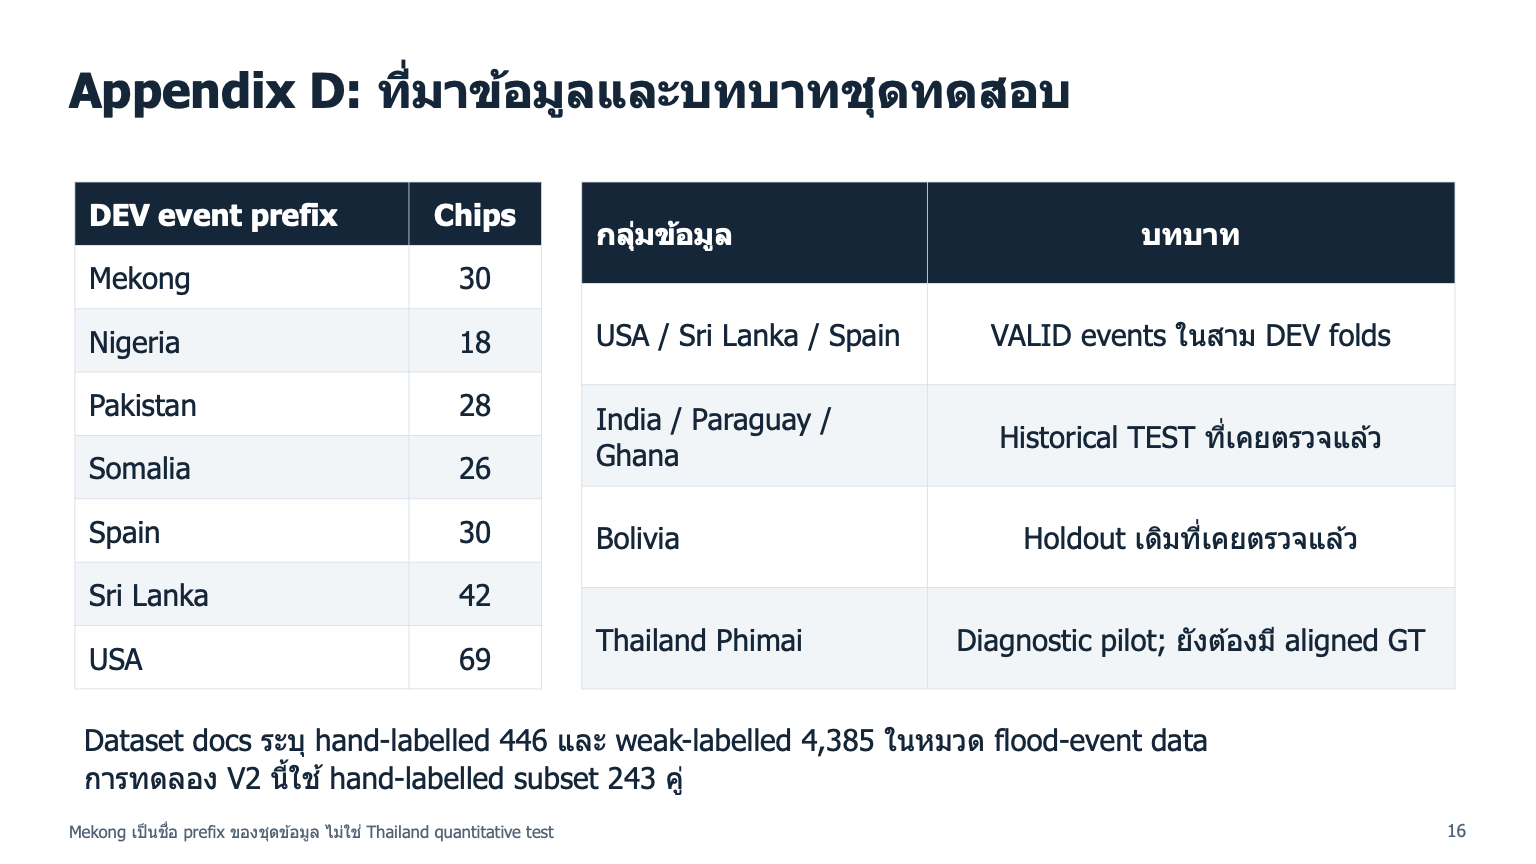 Appendix D: ที่มาข้อมูลและบทบาทชุดทดสอบ
DEV event prefix Chips
Mekong 30
Nigeria 18
Pakistan 28
Somalia 26
Spain 30
Sri Lanka 42
USA 69
กลุ่มข้อมูล บทบาท
USA / Sri Lanka / Spain VALID events ในสาม DEV folds
India / Paraguay /
Ghana
Historical TEST ที่เคยตรวจแล้ว
Bolivia Holdout เดิมที่เคยตรวจแล้ว
Thailand Phimai Diagnostic pilot; ยังต้องมี aligned GT
Dataset docs ระบุ hand-labelled 446 และ weak-labelled 4,385 ในหมวด flood-event data
การทดลอง V2 นี้ใช้ hand-labelled subset 243 คู่
Mekong เป็นชื่อ prefix ของชุดข้อมูล ไม่ใช่ Thailand quantitative test
16